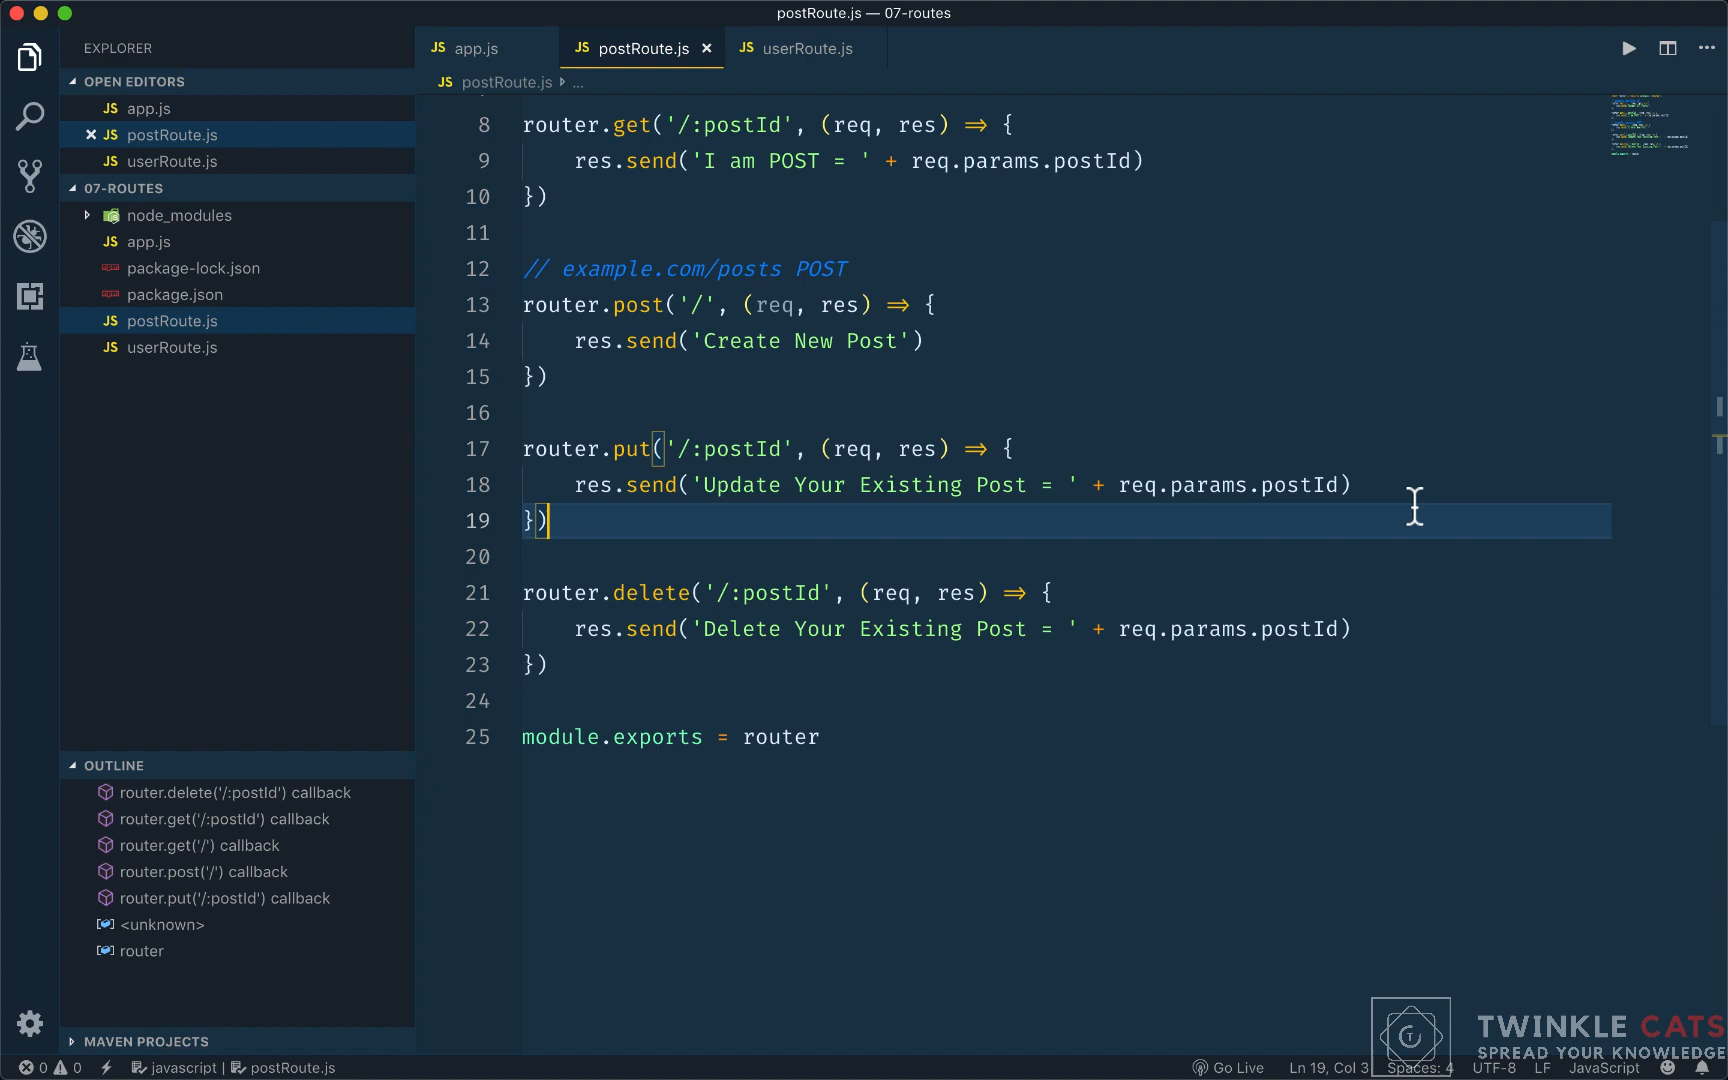 postRoute.js — 07-routes
EXPLORER
OPEN EDITORS
JS app.js
JS postRoute.js
JS userRoute.js
07-ROUTES
node_modules
JS app.js
package-lock.json
package.json
JS postRoute.js
JS userRoute.js
OUTLINE
router.delete('/:postId') callback
router.get('/:postId') callback
router.get('/') callback
router.post('/') callback
router.put('/:postId') callback
<unknown>
router
MAVEN PROJECTS
JS app.js JS postRoute.js × JS userRoute.js
JS postRoute.js ...
8 router.get('/:postId', (req, res) => {
9 res.send('I am POST = ' + req.params.postId)
10 })
11
12 // example.com/posts POST
13 router.post('/', (req, res) => {
14 res.send('Create New Post')
15 })
16
17 router.put('/:postId', (req, res) => {
18 res.send('Update Your Existing Post = ' + req.params.postId)
19 })
20
21 router.delete('/:postId', (req, res) => {
22 res.send('Delete Your Existing Post = ' + req.params.postId)
23 })
24
25 module.exports = router
TWINKLE CATS
SPREAD YOUR KNOWLEDGE
0 0 javascript | postRoute.js Go Live Ln 19, Col 3 Spaces: 4 UTF-8 LF JavaScript